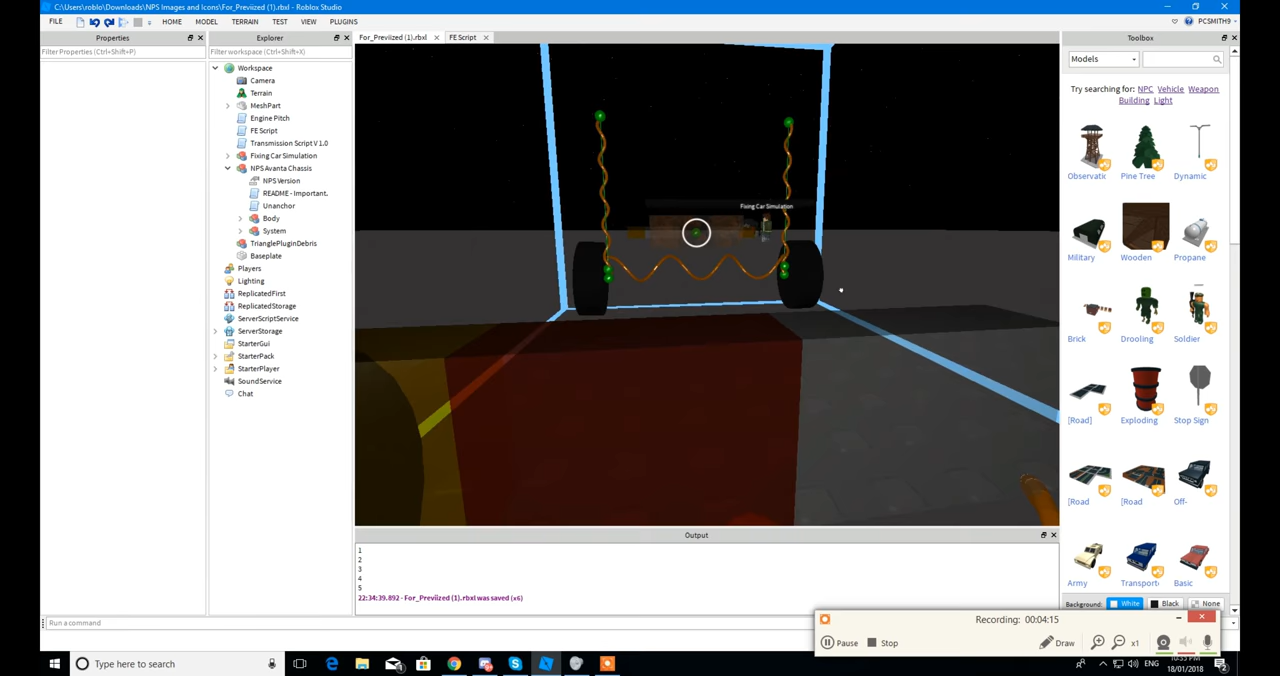 C:\Users\roblo\Downloads\NPS Images and Icons\For_Previized (1).rbxl - Roblox Studio
FILE HOME MODEL TERRAIN TEST VIEW PLUGINS
PCSMITH9
Properties
Filter Properties (Ctrl+Shift+P)
Explorer
Filter workspace (Ctrl+Shift+X)
Workspace
Camera
Terrain
MeshPart
Engine Pitch
FE Script
Transmission Script V 1.0
Fixing Car Simulation
NPS Avanta Chassis
NPS Version
README - Important.
Unanchor
Body
System
TrianglePluginDebris
Baseplate
Players
Lighting
ReplicatedFirst
ReplicatedStorage
ServerScriptService
ServerStorage
StarterGui
StarterPack
StarterPlayer
SoundService
Chat
For_Previized (1).rbxl
FE Script
Fixing Car Simulation
Output
1
2
3
4
5
22:34:39.892 - For_Previized (1).rbxl was saved (x6)
Toolbox
Models
Try searching for: NPC Vehicle Weapon
Building Light
Observatic Pine Tree Dynamic
Military Wooden Propane
Brick Drooling Soldier
[Road] Exploding Stop Sign
[Road [Road Off-
Army Transport Basic
Background: White Black None
Run a command
Recording: 00:04:15
Pause Stop Draw x1
Type here to search
ENG
10:35 PM
18/01/2018
2